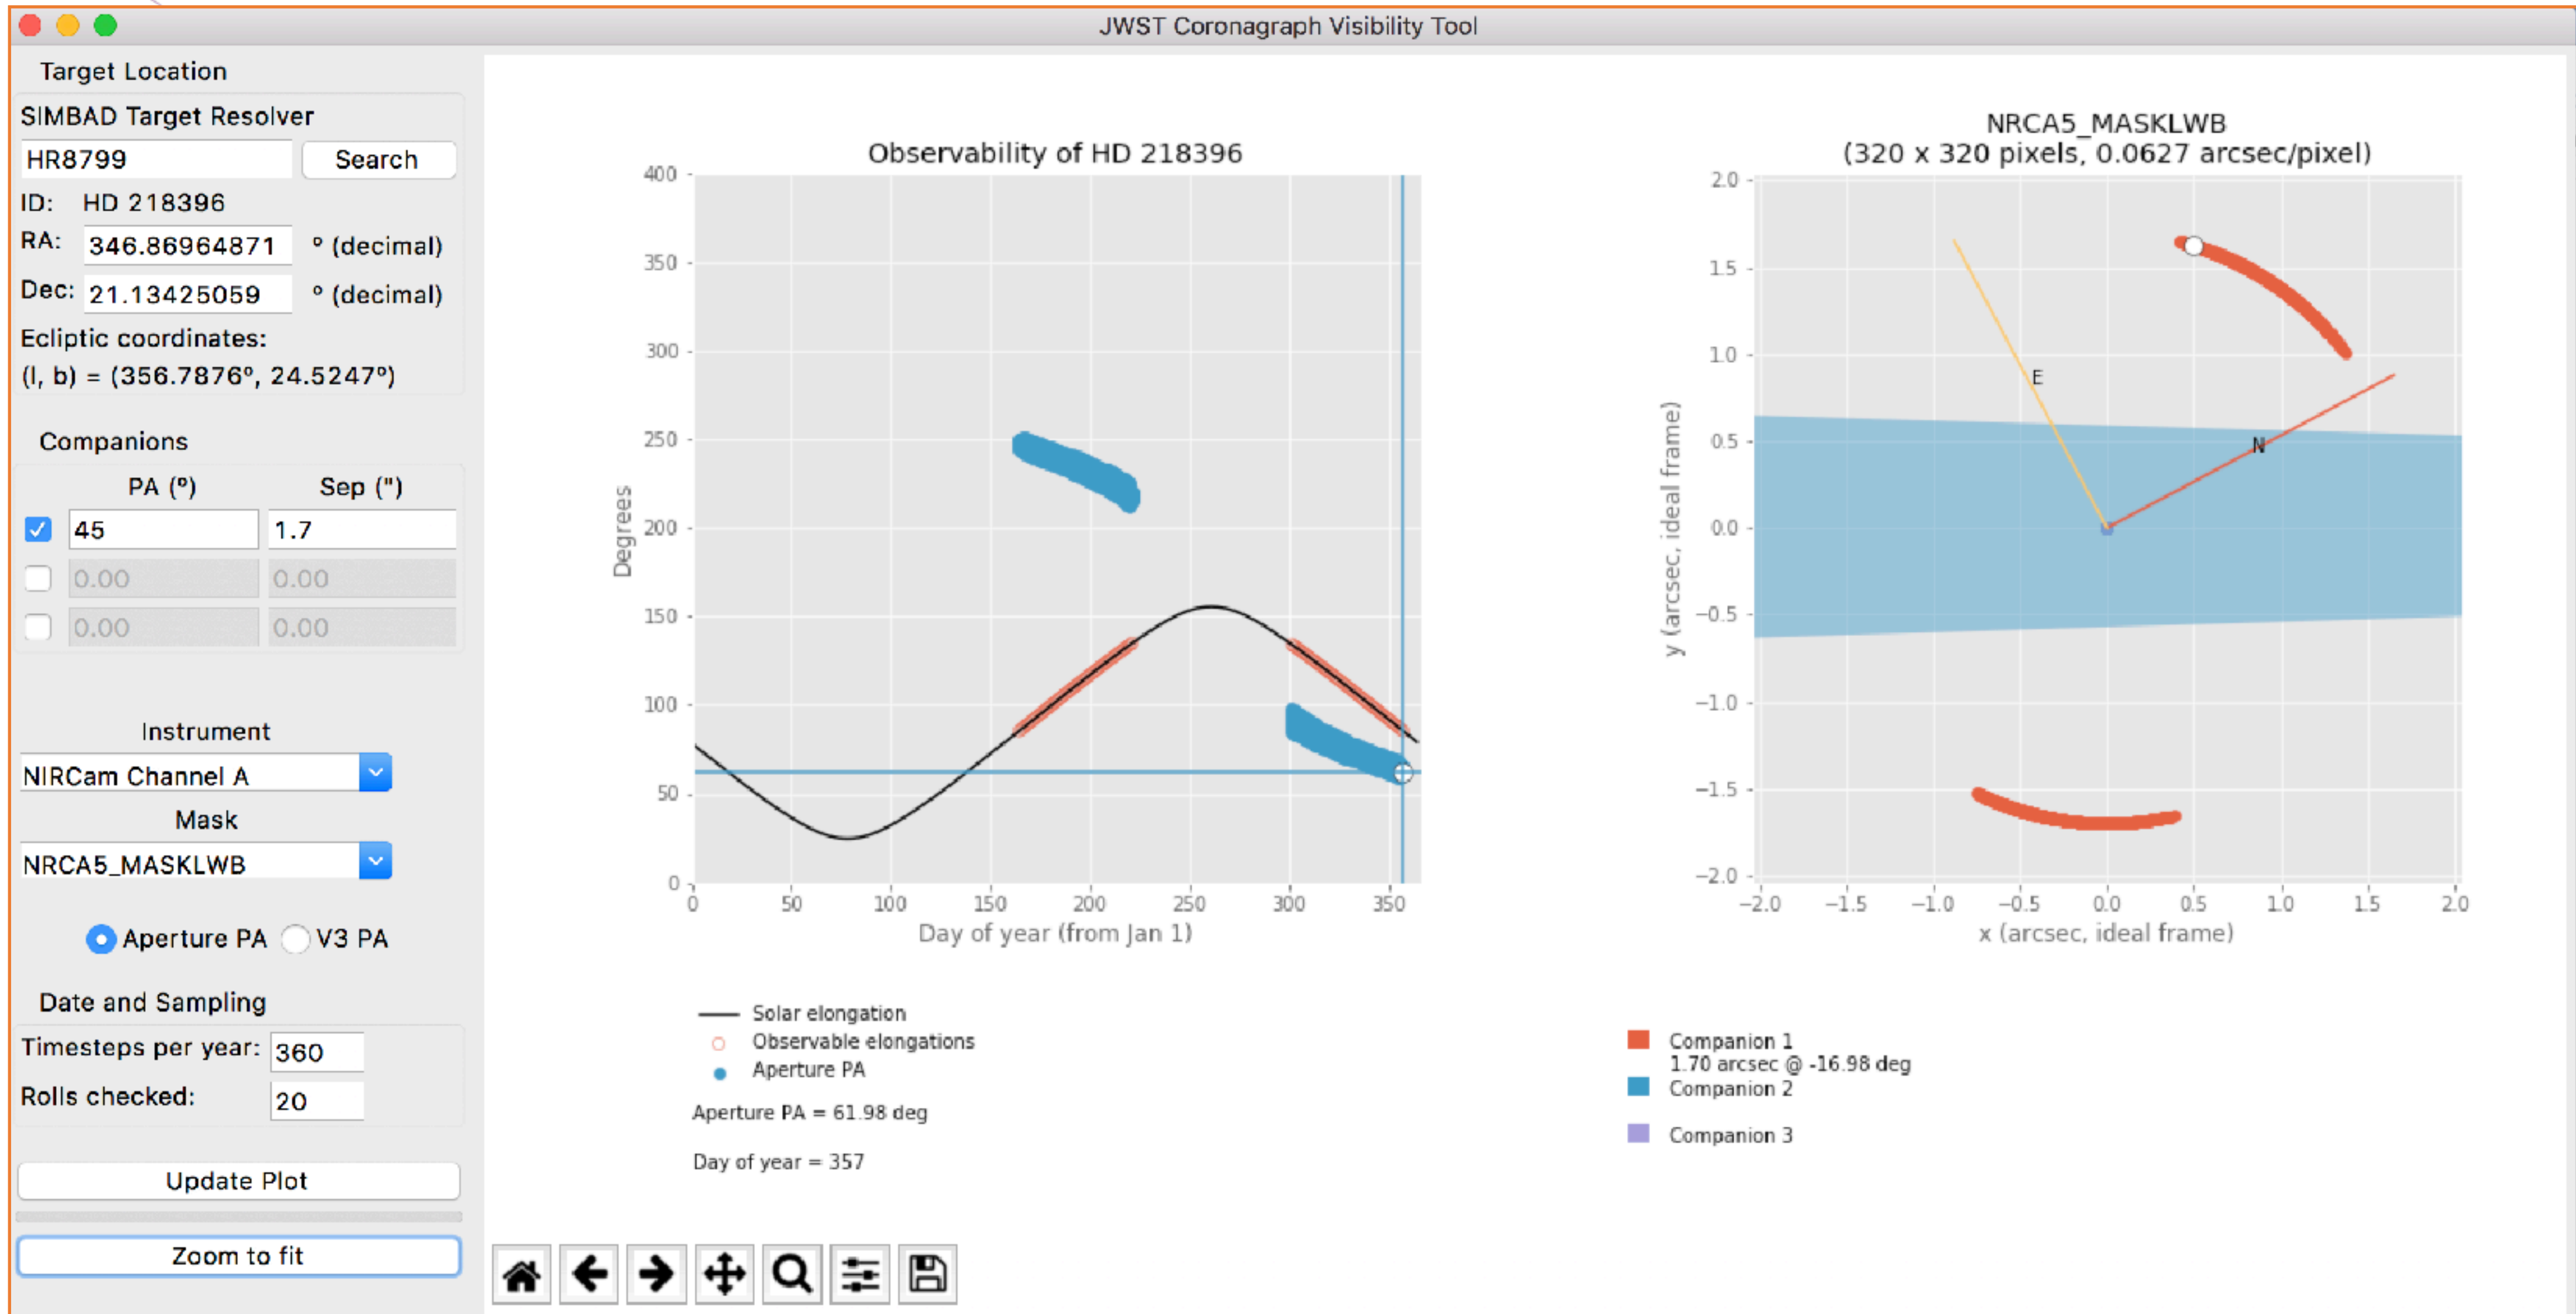 JWST Coronagraph Visibility Tool
Target Location
SIMBAD Target Resolver
HR8799
Search
ID: HD 218396
RA: 346.86964871 º (decimal)
Dec: 21.13425059 º (decimal)
Ecliptic coordinates:
(l, b) = (356.7876º, 24.5247º)
Companions
PA (º) Sep (")
45 1.7
0.00 0.00
0.00 0.00
Instrument
NIRCam Channel A
Mask
NRCA5_MASKLWB
Aperture PA V3 PA
Date and Sampling
Timesteps per year: 360
Rolls checked: 20
Update Plot
Zoom to fit
Observability of HD 218396
400
350
300
250
200
150
100
50
0
Degrees
0 50 100 150 200 250 300 350
Day of year (from Jan 1)
Solar elongation
Observable elongations
Aperture PA
Aperture PA = 61.98 deg
Day of year = 357
NRCA5_MASKLWB
(320 x 320 pixels, 0.0627 arcsec/pixel)
2.0
1.5
1.0
0.5
0.0
−0.5
−1.0
−1.5
−2.0
y (arcsec, ideal frame)
E
N
−2.0 −1.5 −1.0 −0.5 0.0 0.5 1.0 1.5 2.0
x (arcsec, ideal frame)
Companion 1
1.70 arcsec @ -16.98 deg
Companion 2
Companion 3